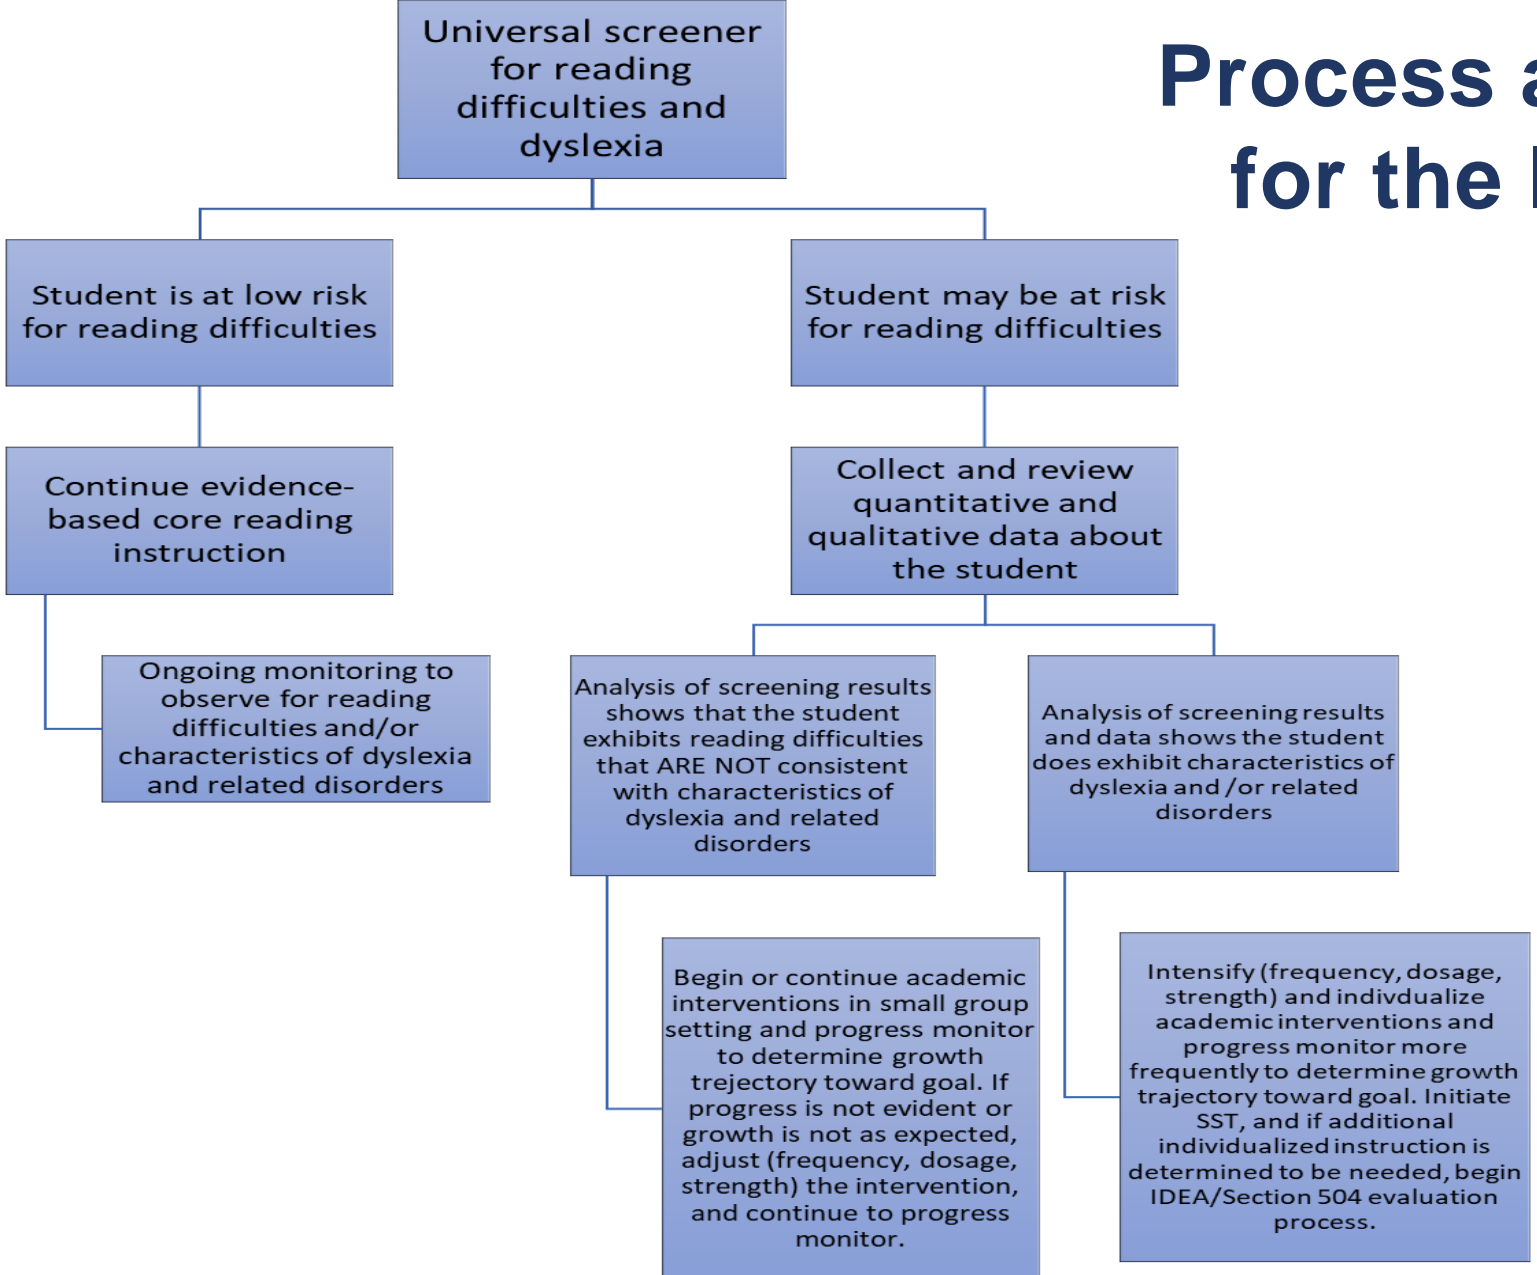 Universal screener
for reading
difficulties and
dyslexia
Process a
for the
Student is at low risk
for reading difficulties
Student may be at risk
for reading difficulties
Continue evidence-
based core reading
instruction
Collect and review
quantitative and
qualitative data about
the student
Ongoing monitoring to
observe for reading
difficulties and/or
characteristics of dyslexia
and related disorders
Analysis of screening results
shows that the student
exhibits reading difficulties
that ARE NOT consistent
with characteristics of
dyslexia and related
disorders
Analysis of screening results
and data shows the student
does exhibit characteristics of
dyslexia and /or related
disorders
Begin or continue academic
interventions in small group
setting and progress monitor
to determine growth
trejectory toward goal. If
progress is not evident or
growth is not as expected,
adjust (frequency, dosage,
strength) the intervention,
and continue to progress
monitor.
Intensify (frequency, dosage,
strength) and indivdualize
academic interventions and
progress monitor more
frequently to determine growth
trajectory toward goal. Initiate
SST, and if additional
individualized instruction is
determined to be needed, begin
IDEA/Section 504 evaluation
process.